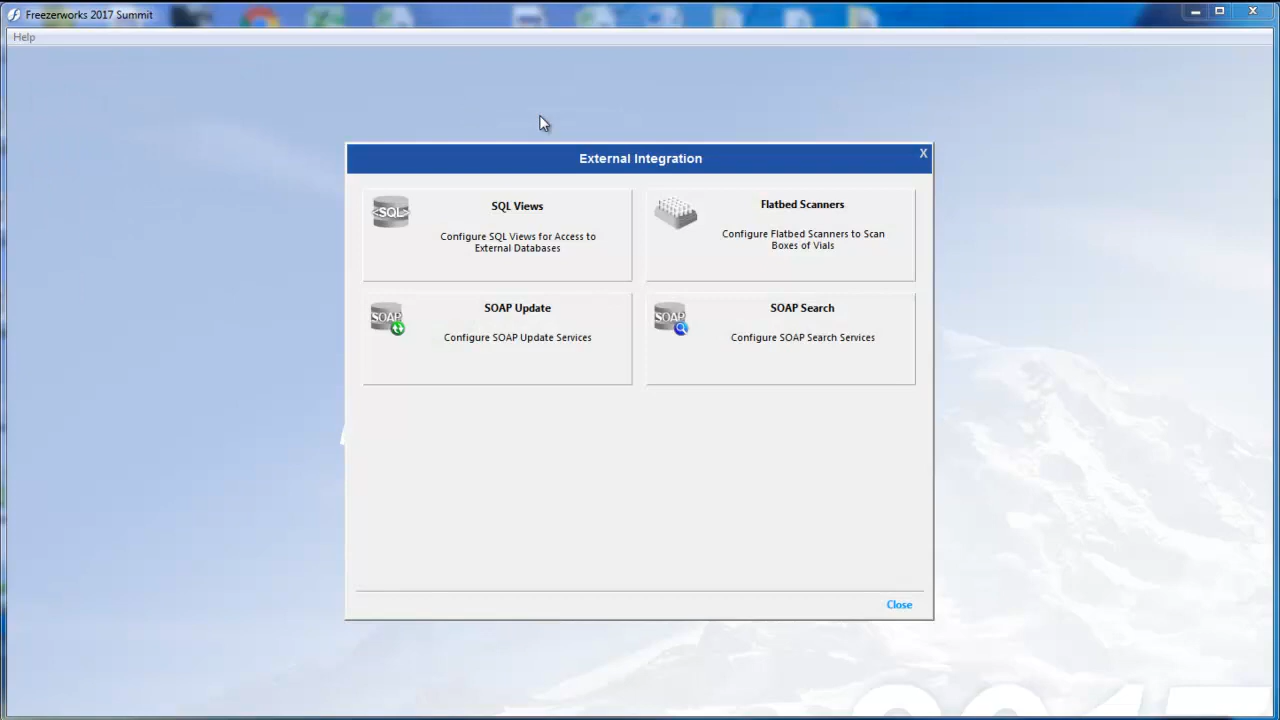 Freezerworks 2017 Summit
Help
External Integration
X
SQL
SQL Views
Configure SQL Views for Access to
External Databases
Flatbed Scanners
Configure Flatbed Scanners to Scan
Boxes of Vials
SOAP
SOAP Update
Configure SOAP Update Services
SOAP
SOAP Search
Configure SOAP Search Services
Close
2017